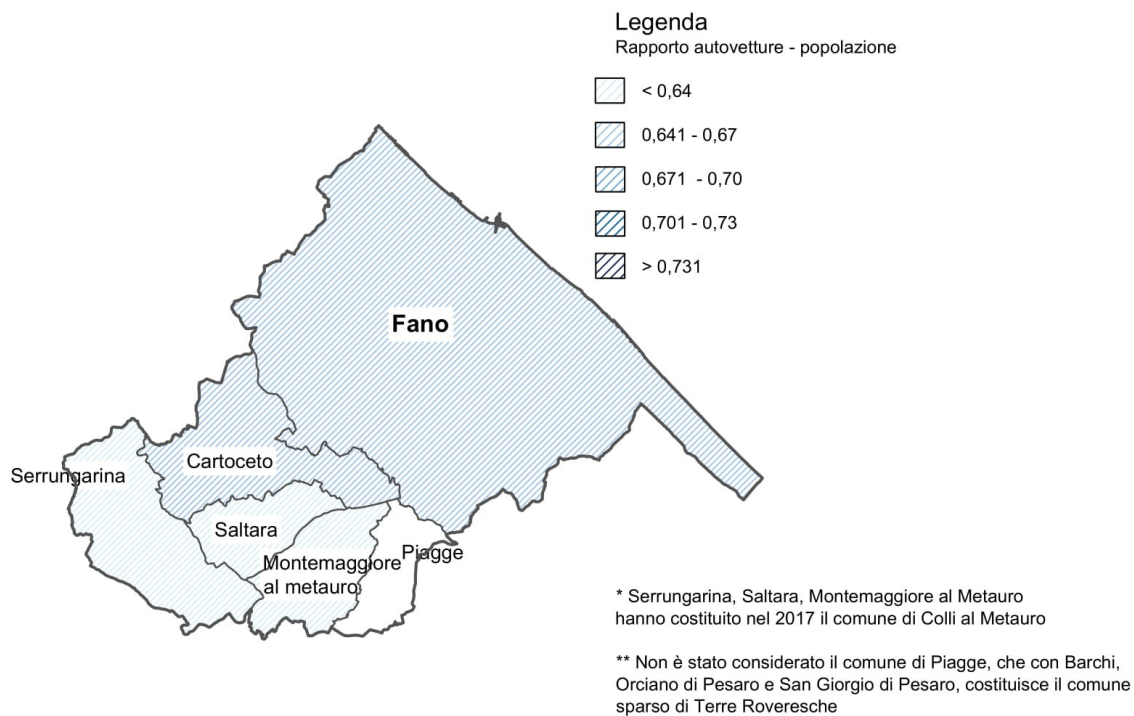 Legenda
Rapporto autovetture - popolazione
< 0,64
0,641 - 0,67
0,671 - 0,70
0,701 - 0,73
> 0,731
Fano
Cartoceto
Serrungarina
Saltara
Piagge
Montemaggiore
al metauro
* Serrungarina, Saltara, Montemaggiore al Metauro
hanno costituito nel 2017 il comune di Colli al Metauro
** Non è stato considerato il comune di Piagge, che con Barchi,
Orciano di Pesaro e San Giorgio di Pesaro, costituisce il comune
sparso di Terre Roveresche